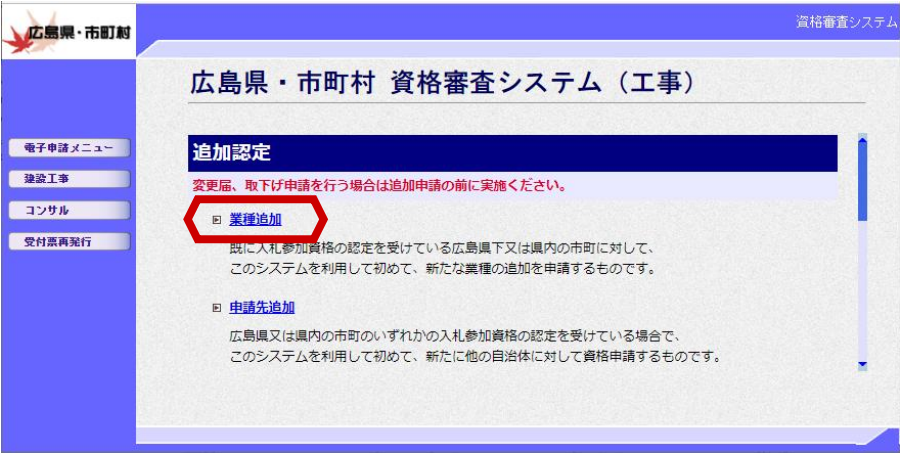 広島県・市町村
資格審査システム
広島県・市町村 資格審査システム（工事）
電子申請メニュー
建設工事
コンサル
受付票再発行
追加認定
変更届、取下げ申請を行う場合は追加申請の前に実施ください。
業種追加
既に入札参加資格の認定を受けている広島県下又は県内の市町に対して、
このシステムを利用して初めて、新たな業種の追加を申請するものです。
申請先追加
広島県又は県内の市町のいずれかの入札参加資格の認定を受けている場合で、
このシステムを利用して初めて、新たに他の自治体に対して資格申請するものです。